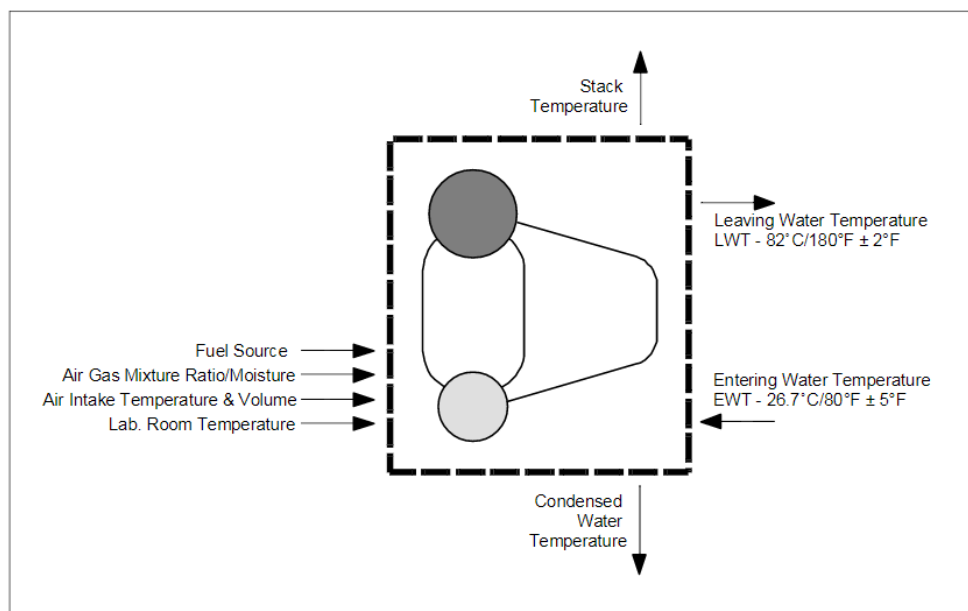 Stack
Temperature
Leaving Water Temperature
LWT - 82˚C/180°F ± 2°F
Fuel Source
Air Gas Mixture Ratio/Moisture
Air Intake Temperature & Volume
Lab. Room Temperature
Entering Water Temperature
EWT - 26.7˚C/80°F ± 5°F
Condensed
Water
Temperature